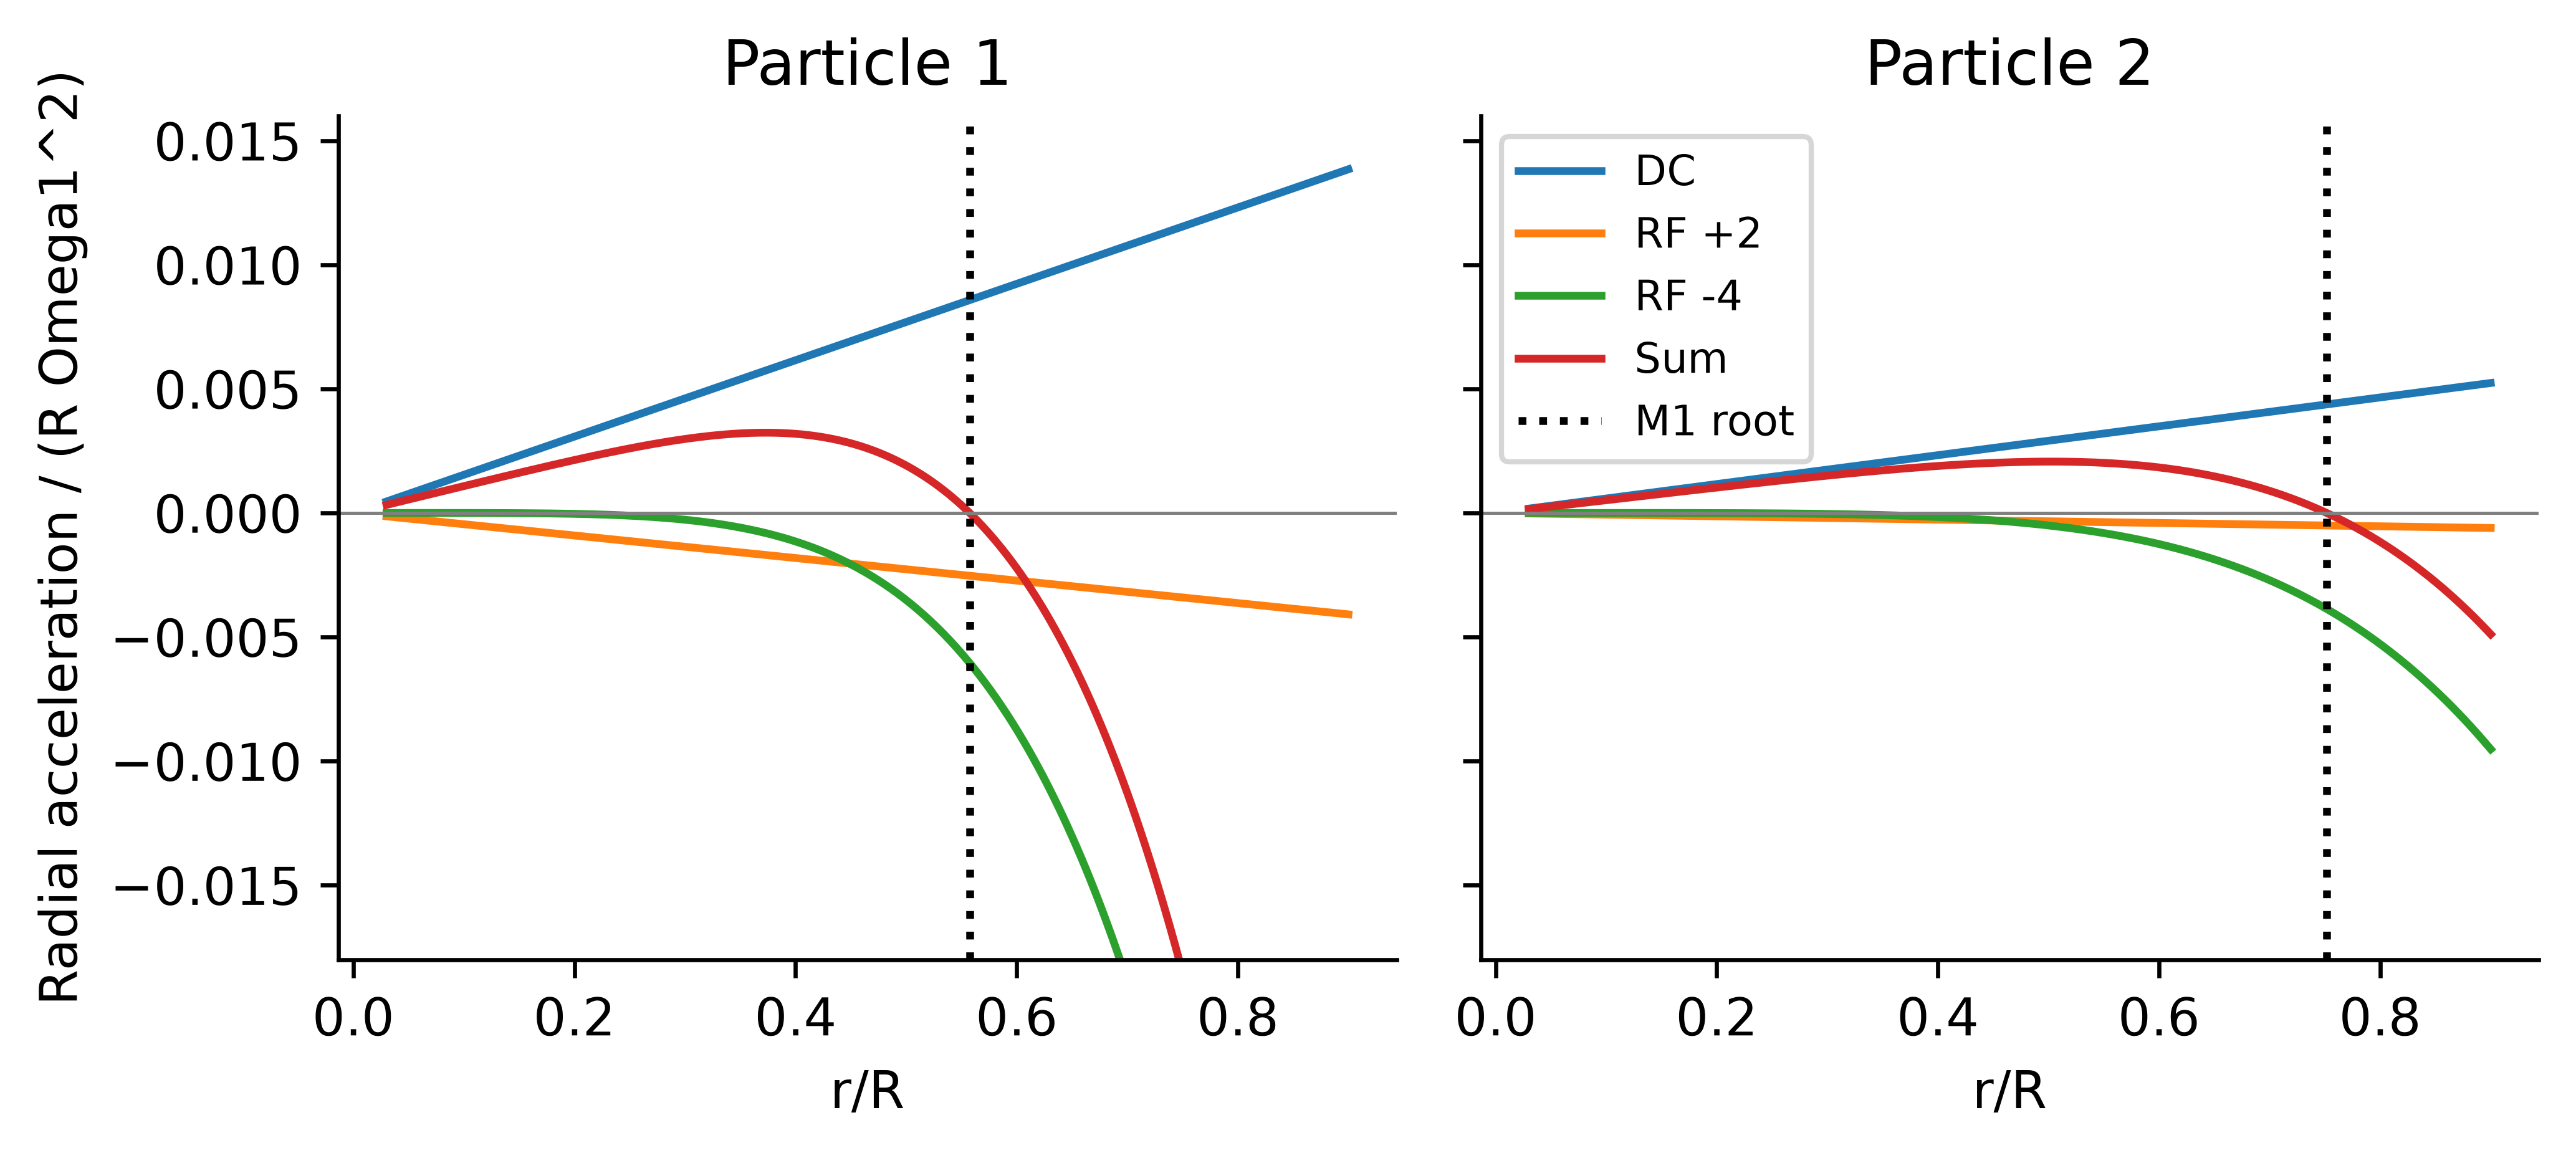 Particle 1
Particle 2
Radial acceleration / (R Omega1^2)
0.015
0.010
0.005
0.000
−0.005
−0.010
−0.015
DC
RF +2
RF -4
Sum
M1 root
0.0 0.2 0.4 0.6 0.8
0.0 0.2 0.4 0.6 0.8
r/R
r/R